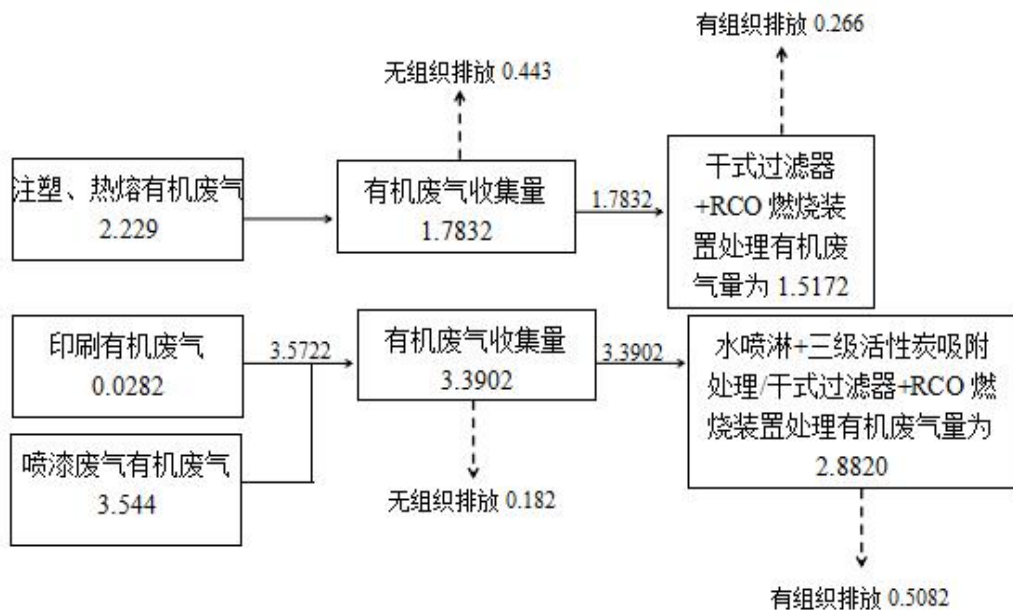 有组织排放 0.266
无组织排放 0.443
注塑、热熔有机废气
2.229
有机废气收集量
1.7832
1.7832
干式过滤器
+RCO 燃烧装
置处理有机废
气量为 1.5172
印刷有机废气
0.0282
3.5722
有机废气收集量
3.3902
3.3902
水喷淋+三级活性炭吸附
处理/干式过滤器+RCO 燃
烧装置处理有机废气量为
2.8820
喷漆废气有机废气
3.544
无组织排放 0.182
有组织排放 0.5082